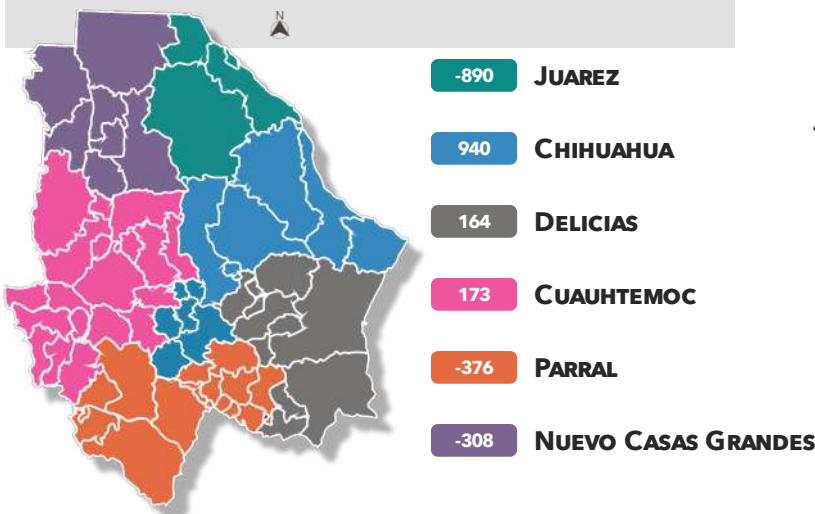 N
-890 JUAREZ
940 CHIHUAHUA
164 DELICIAS
173 CUAUHTEMOC
-376 PARRAL
-308 NUEVO CASAS GRANDES